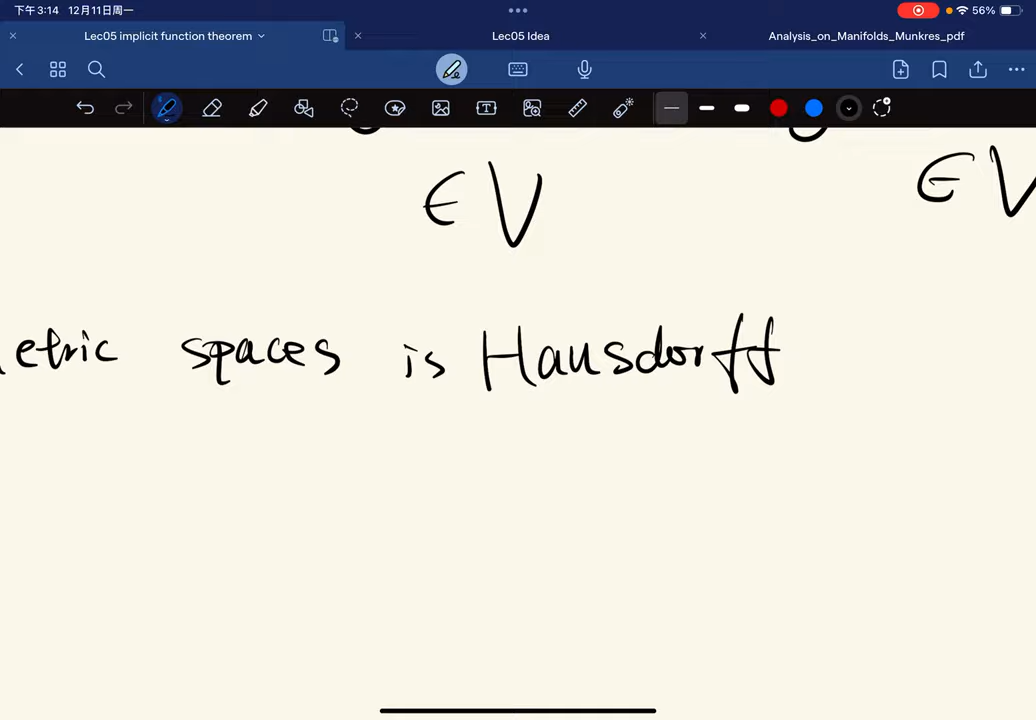 下午3:14 12月11日周一
56%
Lec05 implicit function theorem
Lec05 Idea
Analysis_on_Manifolds_Munkres_pdf
∈ V
∈ V
etric spaces is Hausdorff